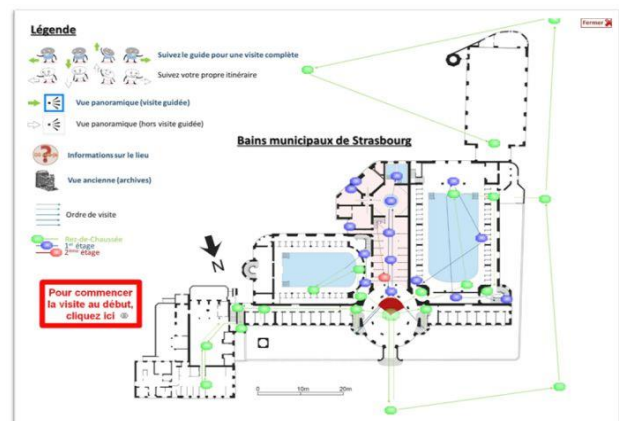 Fermer
Légende
Suivez le guide pour une visite complète
Suivez votre propre itinéraire
Vue panoramique (visite guidée)
Vue panoramique (hors visite guidée)
Bains municipaux de Strasbourg
Informations sur le lieu
Vue ancienne (archives)
Ordre de visite
Rez-de-Chaussée
1er étage
2ème étage
N
Pour commencer
la visite au début,
cliquez ici
0 10m 20m